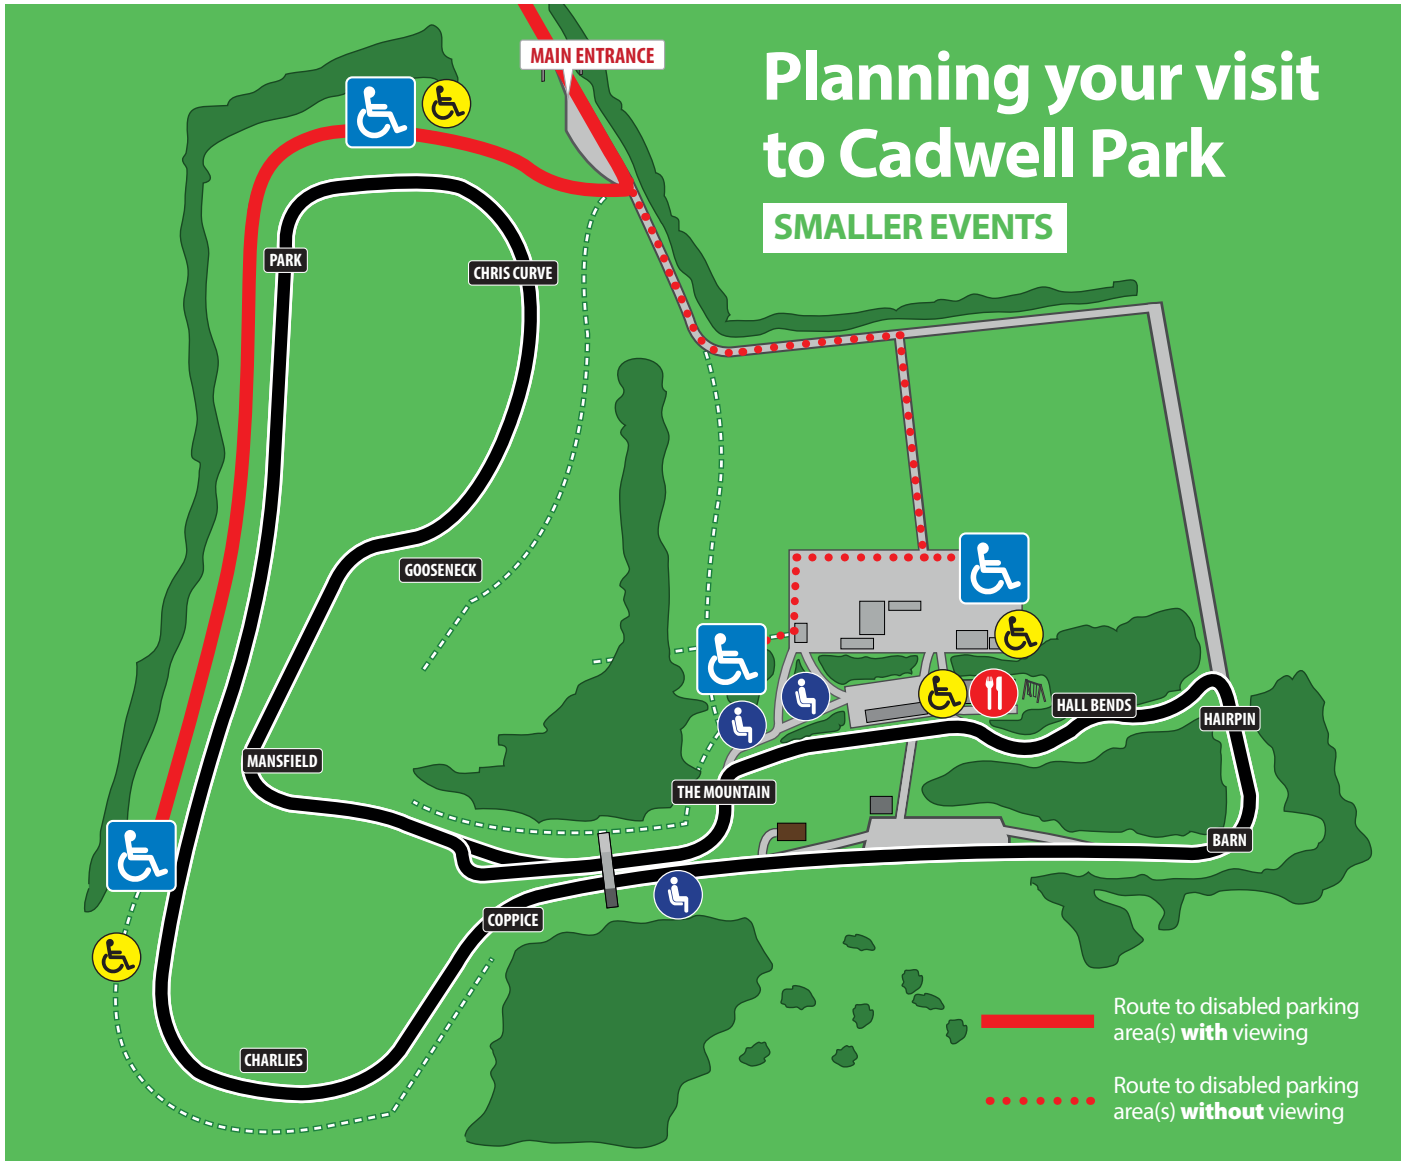 MAIN ENTRANCE
Planning your visit
to Cadwell Park
SMALLER EVENTS
PARK
CHRIS CURVE
GOOSENECK
HALL BENDS
HAIRPIN
MANSFIELD
THE MOUNTAIN
BARN
COPPICE
CHARLIES
Route to disabled parking
area(s) with viewing
Route to disabled parking
area(s) without viewing